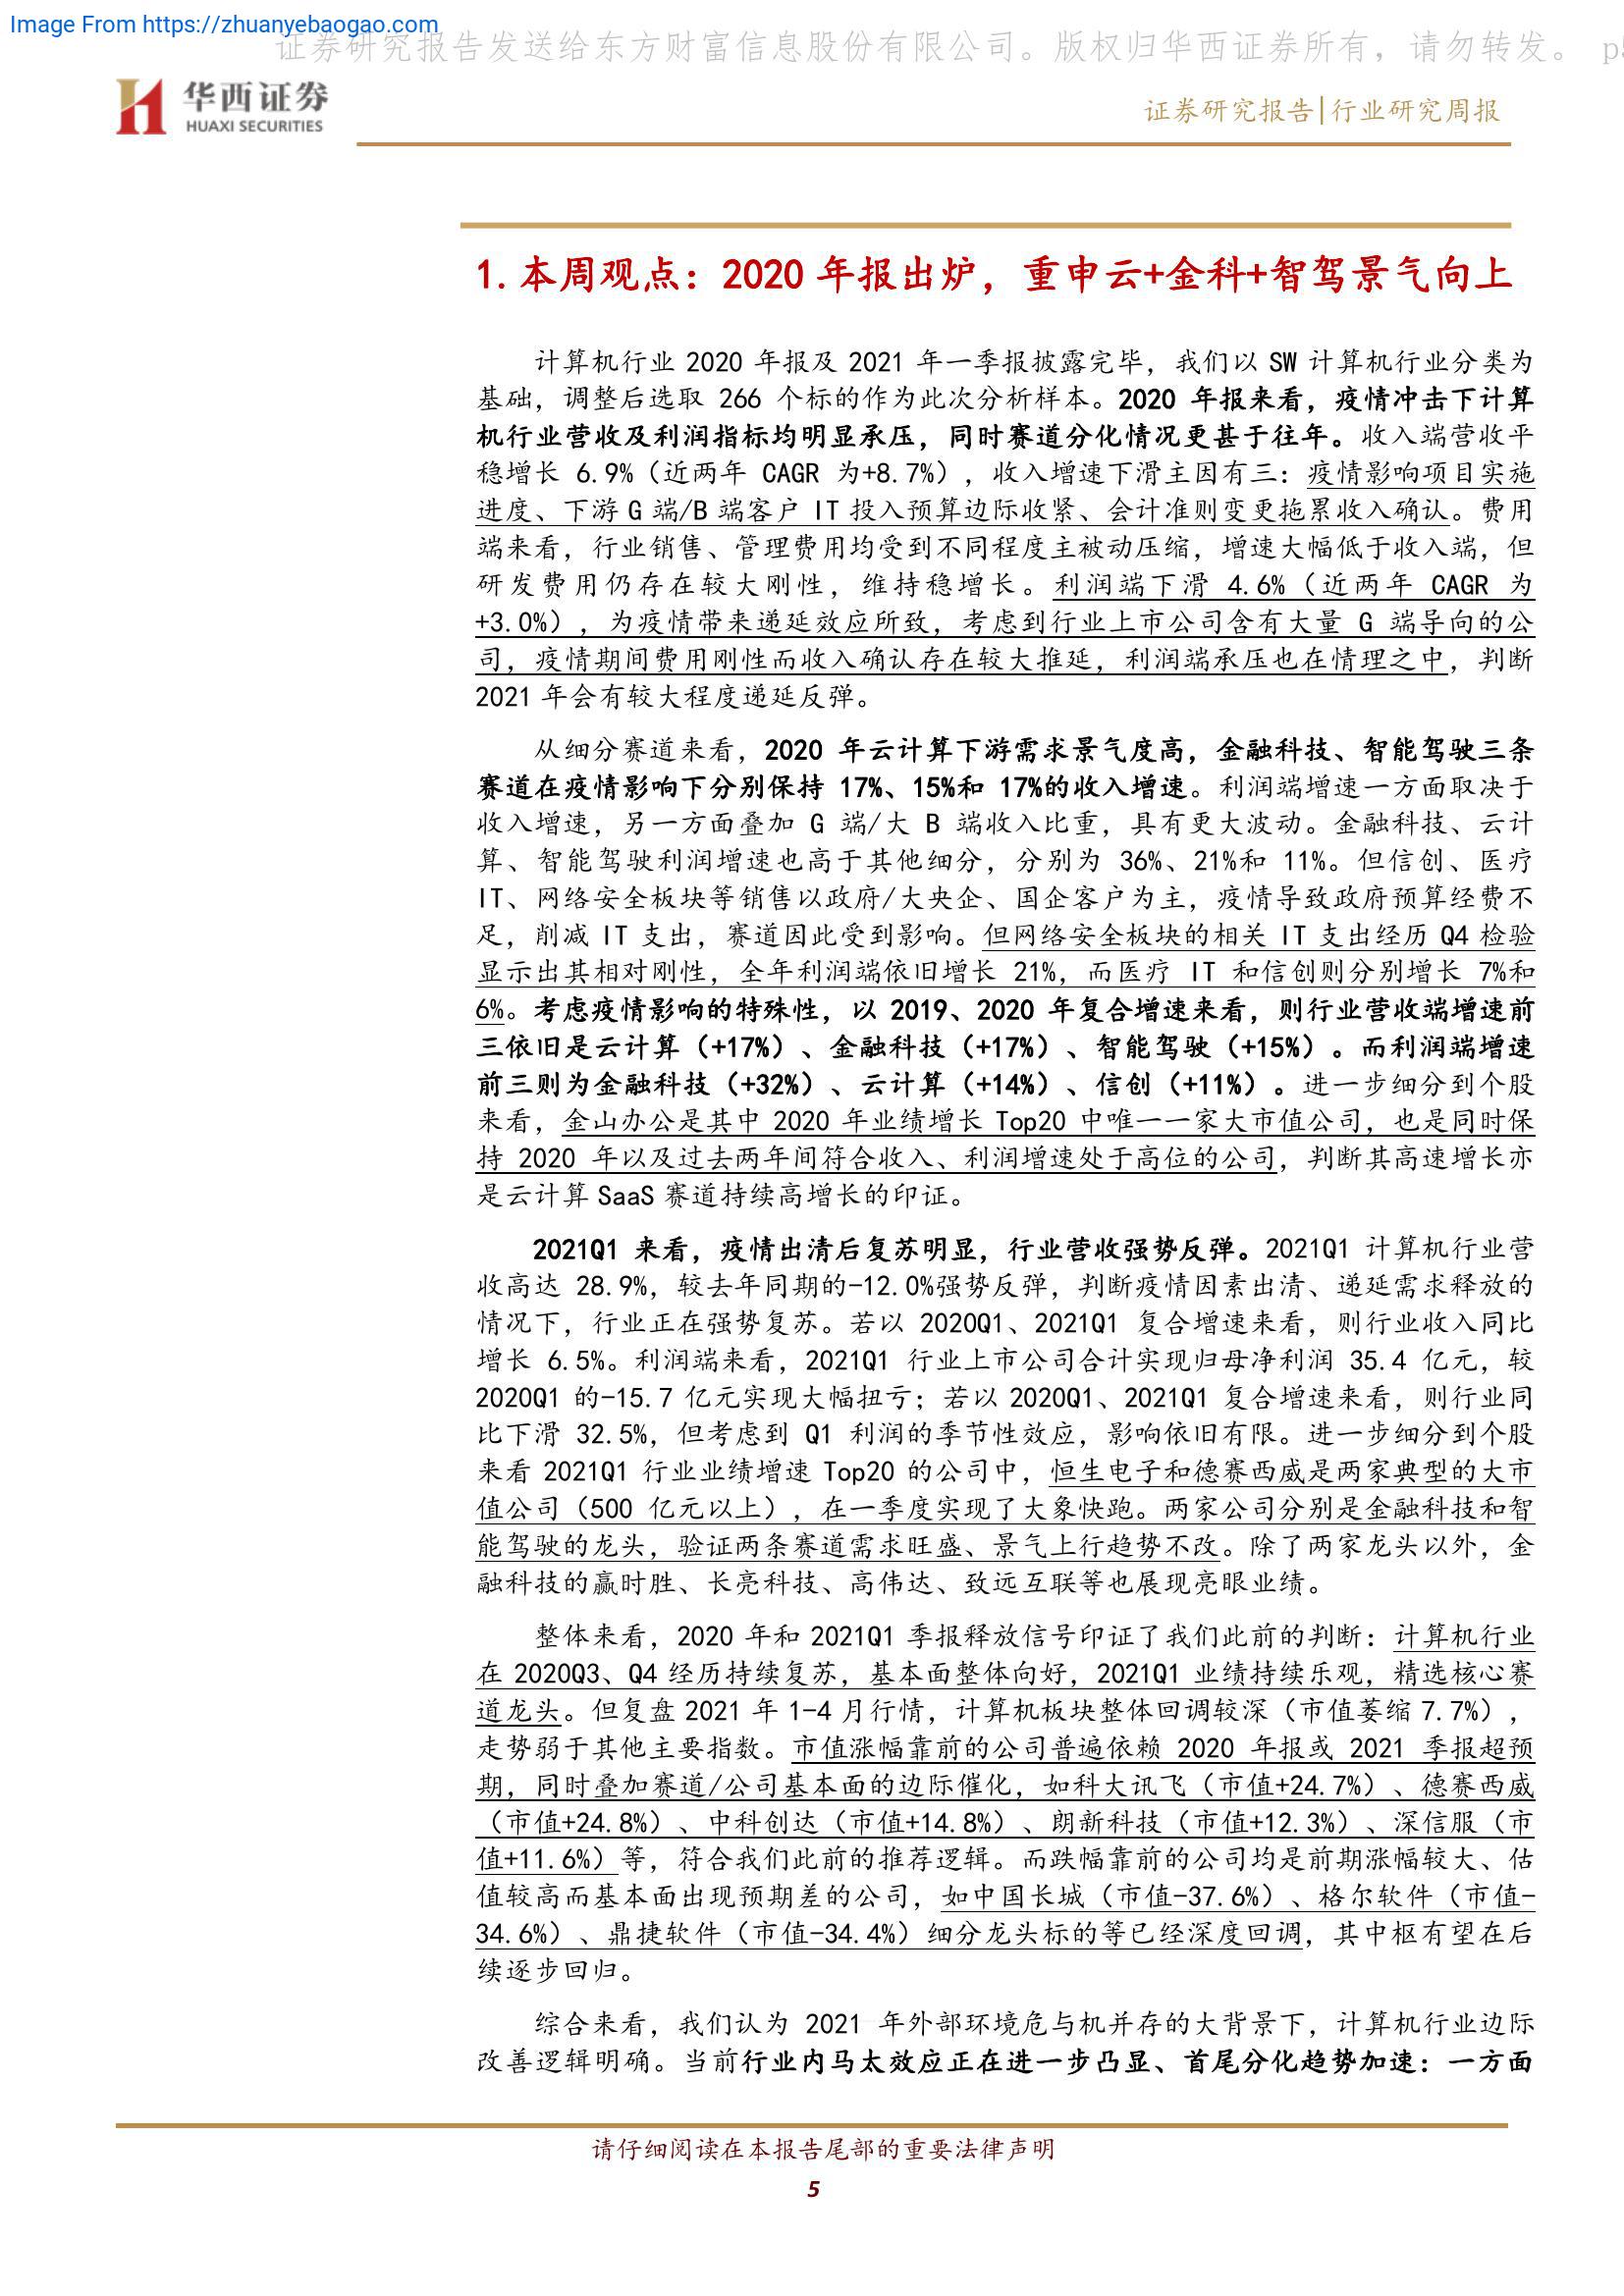 Image From https://zhuanyebaogao.com
证券研究报告发送给东方财富信息股份有限公司。版权归华西证券所有，请勿转发。 p
华西证券
HUAXI SECURITIES
证券研究报告|行业研究周报
1.本周观点：2020 年报出炉，重申云+金科+智驾景气向上
计算机行业 2020 年报及 2021 年一季报披露完毕，我们以 SW 计算机行业分类为
基础，调整后选取 266 个标的作为此次分析样本。2020 年报来看，疫情冲击下计算
机行业营收及利润指标均明显承压，同时赛道分化情况更甚于往年。收入端营收平
稳增长 6.9%（近两年 CAGR 为+8.7%），收入增速下滑主因有三：疫情影响项目实施
进度、下游 G 端/B 端客户 IT 投入预算边际收紧、会计准则变更拖累收入确认。费用
端来看，行业销售、管理费用均受到不同程度主被动压缩，增速大幅低于收入端，但
研发费用仍存在较大刚性，维持稳增长。利润端下滑 4.6%（近两年 CAGR 为
+3.0%），为疫情带来递延效应所致，考虑到行业上市公司含有大量 G 端导向的公
司，疫情期间费用刚性而收入确认存在较大推延，利润端承压也在情理之中，判断
2021 年会有较大程度递延反弹。
从细分赛道来看，2020 年云计算下游需求景气度高，金融科技、智能驾驶三条
赛道在疫情影响下分别保持 17%、15%和 17%的收入增速。利润端增速一方面取决于
收入增速，另一方面叠加 G 端/大 B 端收入比重，具有更大波动。金融科技、云计
算、智能驾驶利润增速也高于其他细分，分别为 36%、21%和 11%。但信创、医疗
IT、网络安全板块等销售以政府/大央企、国企客户为主，疫情导致政府预算经费不
足，削减 IT 支出，赛道因此受到影响。但网络安全板块的相关 IT 支出经历 Q4 检验
显示出其相对刚性，全年利润端依旧增长 21%，而医疗 IT 和信创则分别增长 7%和
6%。考虑疫情影响的特殊性，以 2019、2020 年复合增速来看，则行业营收端增速前
三依旧是云计算（+17%）、金融科技（+17%）、智能驾驶（+15%）。而利润端增速
前三则为金融科技（+32%）、云计算（+14%）、信创（+11%）。进一步细分到个股
来看，金山办公是其中 2020 年业绩增长 Top20 中唯一一家大市值公司，也是同时保
持 2020 年以及过去两年间符合收入、利润增速处于高位的公司，判断其高速增长亦
是云计算 SaaS 赛道持续高增长的印证。
2021Q1 来看，疫情出清后复苏明显，行业营收强势反弹。2021Q1 计算机行业营
收高达 28.9%，较去年同期的-12.0%强势反弹，判断疫情因素出清、递延需求释放的
情况下，行业正在强势复苏。若以 2020Q1、2021Q1 复合增速来看，则行业收入同比
增长 6.5%。利润端来看，2021Q1 行业上市公司合计实现归母净利润 35.4 亿元，较
2020Q1 的-15.7 亿元实现大幅扭亏；若以 2020Q1、2021Q1 复合增速来看，则行业同
比下滑 32.5%，但考虑到 Q1 利润的季节性效应，影响依旧有限。进一步细分到个股
来看 2021Q1 行业业绩增速 Top20 的公司中，恒生电子和德赛西威是两家典型的大市
值公司（500 亿元以上），在一季度实现了大象快跑。两家公司分别是金融科技和智
能驾驶的龙头，验证两条赛道需求旺盛、景气上行趋势不改。除了两家龙头以外，金
融科技的赢时胜、长亮科技、高伟达、致远互联等也展现亮眼业绩。
整体来看，2020 年和 2021Q1 季报释放信号印证了我们此前的判断：计算机行业
在 2020Q3、Q4 经历持续复苏，基本面整体向好，2021Q1 业绩持续乐观，精选核心赛
道龙头。但复盘 2021 年 1-4 月行情，计算机板块整体回调较深（市值萎缩 7.7%），
走势弱于其他主要指数。市值涨幅靠前的公司普遍依赖 2020 年报或 2021 季报超预
期，同时叠加赛道/公司基本面的边际催化，如科大讯飞（市值+24.7%）、德赛西威
（市值+24.8%）、中科创达（市值+14.8%）、朗新科技（市值+12.3%）、深信服（市
值+11.6%）等，符合我们此前的推荐逻辑。而跌幅靠前的公司均是前期涨幅较大、估
值较高而基本面出现预期差的公司，如中国长城（市值-37.6%）、格尔软件（市值-
34.6%）、鼎捷软件（市值-34.4%）细分龙头标的等已经深度回调，其中枢有望在后
续逐步回归。
综合来看，我们认为 2021 年外部环境危与机并存的大背景下，计算机行业边际
改善逻辑明确。当前行业内马太效应正在进一步凸显、首尾分化趋势加速：一方面
请仔细阅读在本报告尾部的重要法律声明
5